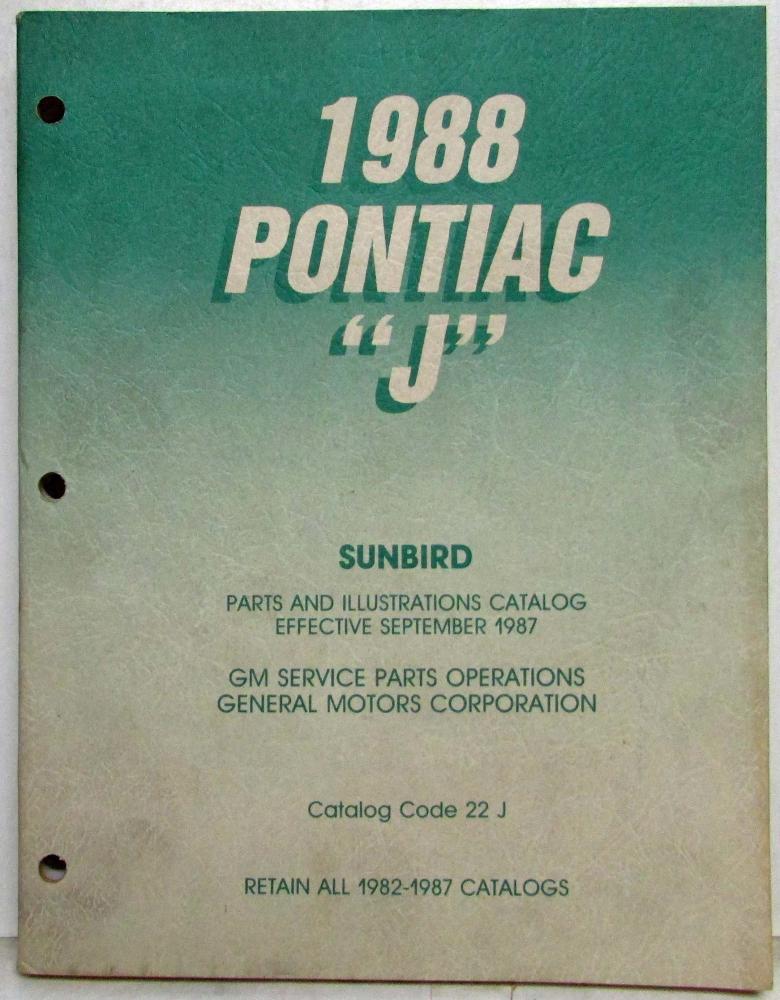 1988
PONTIAC
“J”
SUNBIRD
PARTS AND ILLUSTRATIONS CATALOG
EFFECTIVE SEPTEMBER 1987
GM SERVICE PARTS OPERATIONS
GENERAL MOTORS CORPORATION
Catalog Code 22 J
RETAIN ALL 1982-1987 CATALOGS